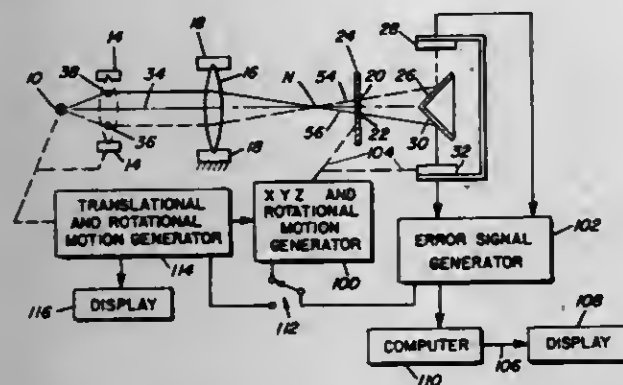 14
18
24
28
10
38
34
16
N
54
20
26
56
22
30
36
14
18
104
32
TRANSLATIONAL
AND ROTATIONAL
MOTION GENERATOR
114
X Y Z AND
ROTATIONAL
MOTION
GENERATOR
100
ERROR SIGNAL
GENERATOR
102
116
DISPLAY
112
COMPUTER
110
106
108
DISPLAY